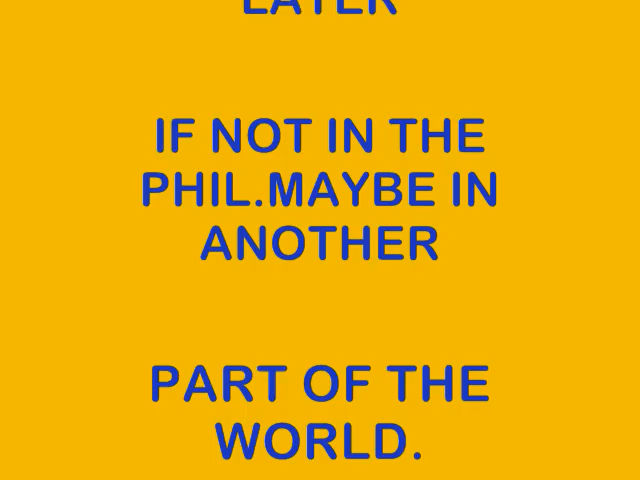 LATER
IF NOT IN THE
PHIL.MAYBE IN
ANOTHER
PART OF THE
WORLD.